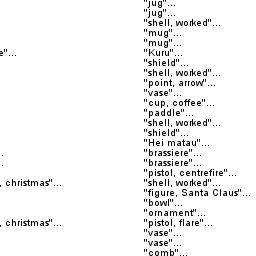 "jug"...
"jug"...
"shell, worked"...
"mug"...
"mug"...
e"... "Kuru"...
"shield"...
"shell, worked"...
"point, arrow"...
"vase"...
"cup, coffee"...
"paddle"...
"shell, worked"...
"shield"...
"Hei matau"...
.. "brassiere"...
.. "brassiere"...
"pistol, centrefire"...
, christmas"... "shell, worked"...
"figure, Santa Claus"...
"bowl"...
"ornament"...
, christmas"... "pistol, flare"...
"vase"...
"vase"...
"comb"...